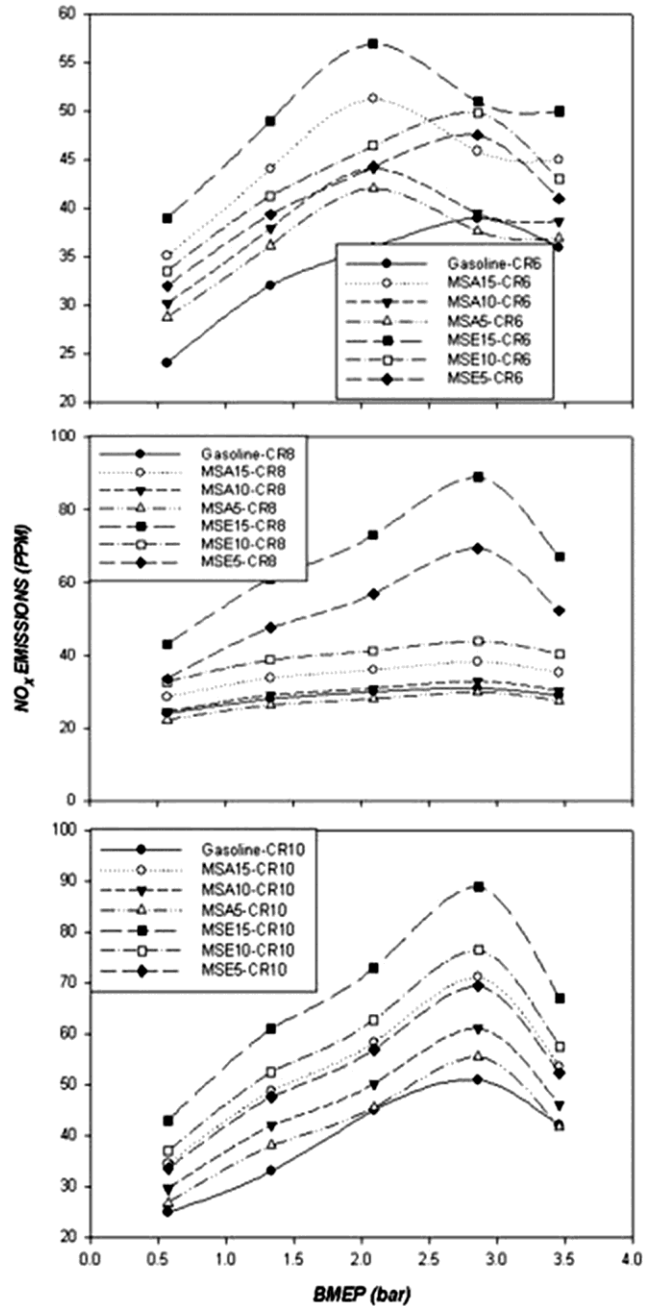 60
55
50
45
40
35
30
25
20
Gasoline-CR6
MSA15-CR6
MSA10-CR6
MSA5-CR6
MSE15-CR6
MSE10-CR6
MSE5-CR6
100
80
60
40
20
0
Gasoline-CR8
MSA15-CR8
MSA10-CR8
MSA5-CR8
MSE15-CR8
MSE10-CR8
MSE5-CR8
NOX EMISSIONS (PPM)
100
90
80
70
60
50
40
30
20
Gasoline-CR10
MSA15-CR10
MSA10-CR10
MSA5-CR10
MSE15-CR10
MSE10-CR10
MSE5-CR10
0.0 0.5 1.0 1.5 2.0 2.5 3.0 3.5 4.0
BMEP (bar)